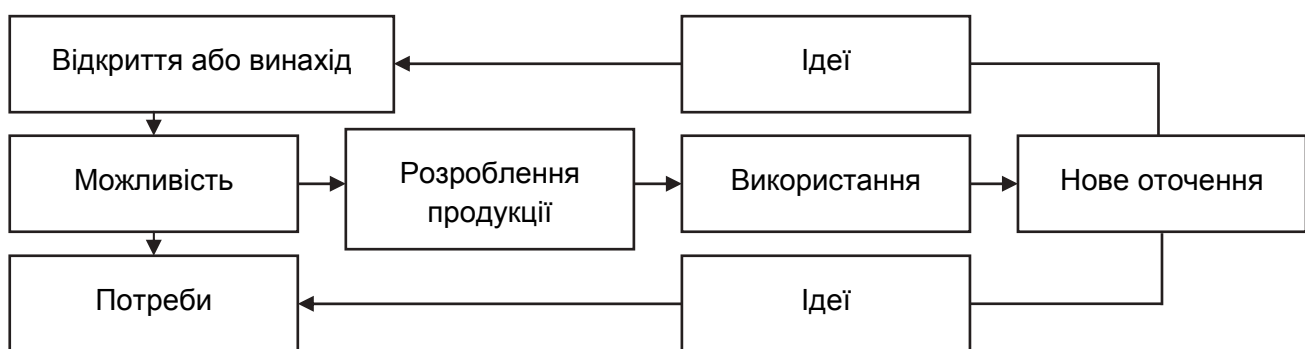 Відкриття або винахід
Ідеї
Можливість
Розроблення
продукції
Використання
Нове оточення
Потреби
Ідеї